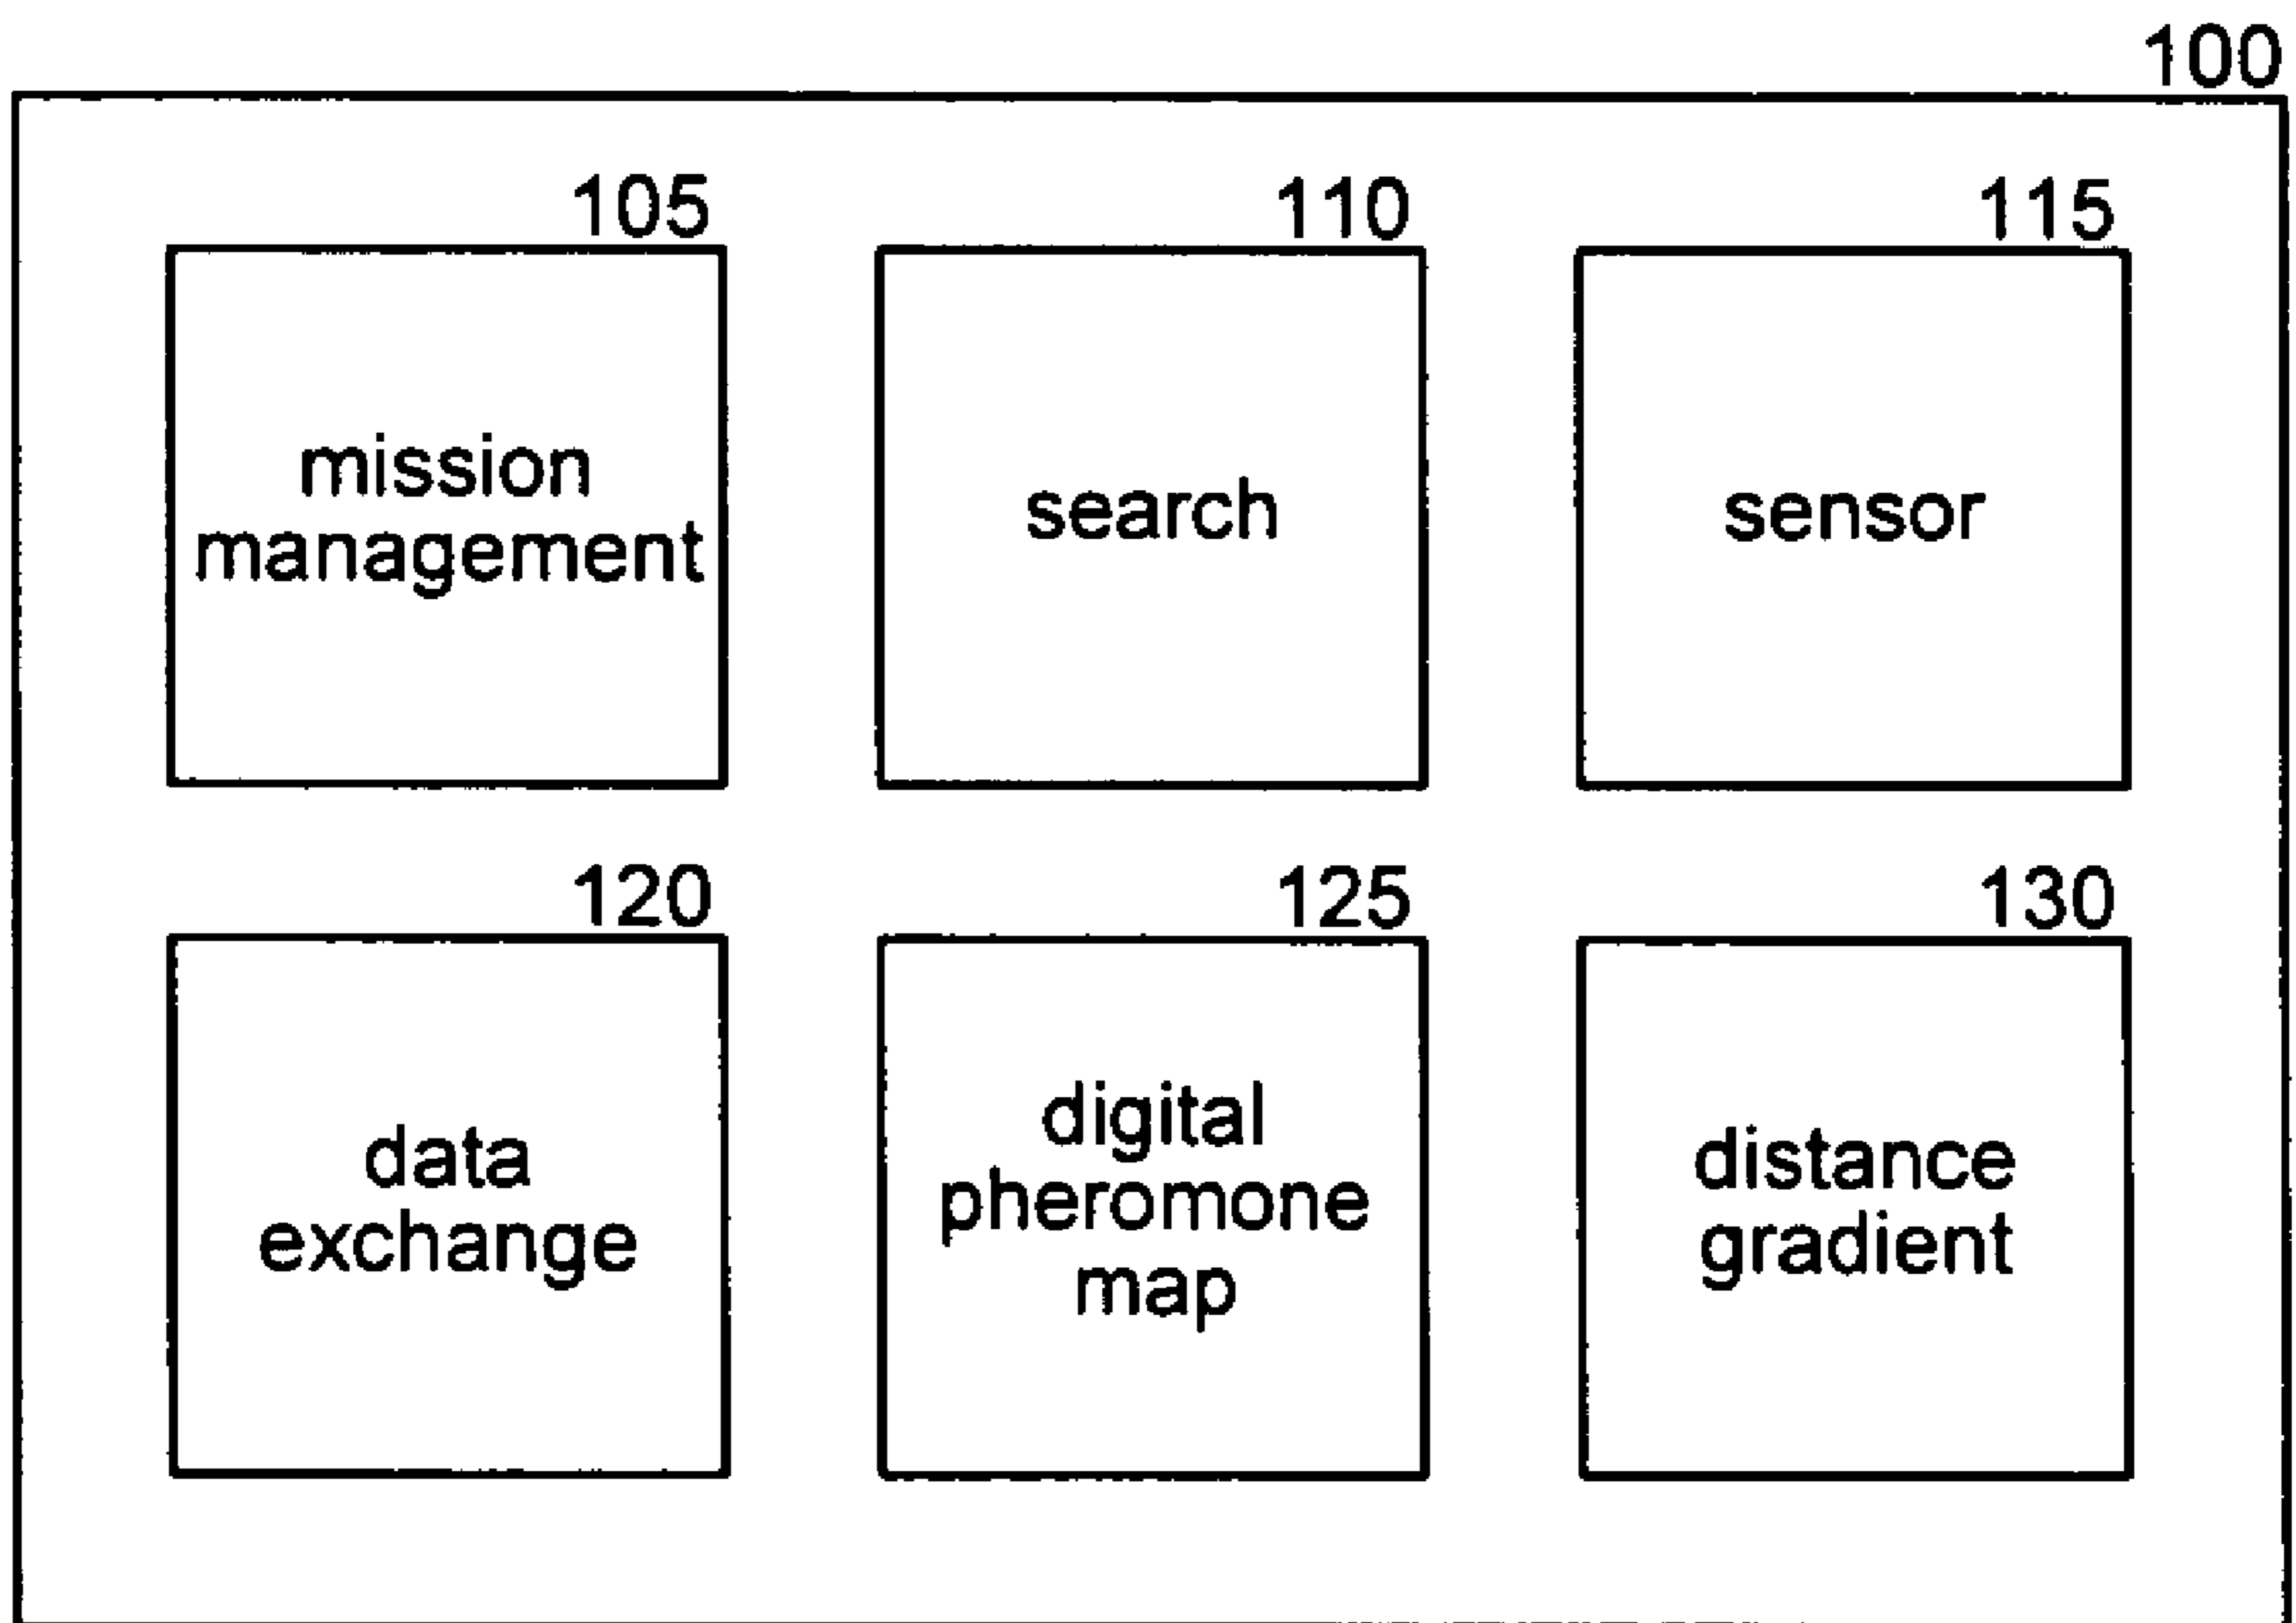 100
105
110
115
mission
management
search
sensor
120
125
130
data
exchange
digital
pheromone
map
distance
gradient